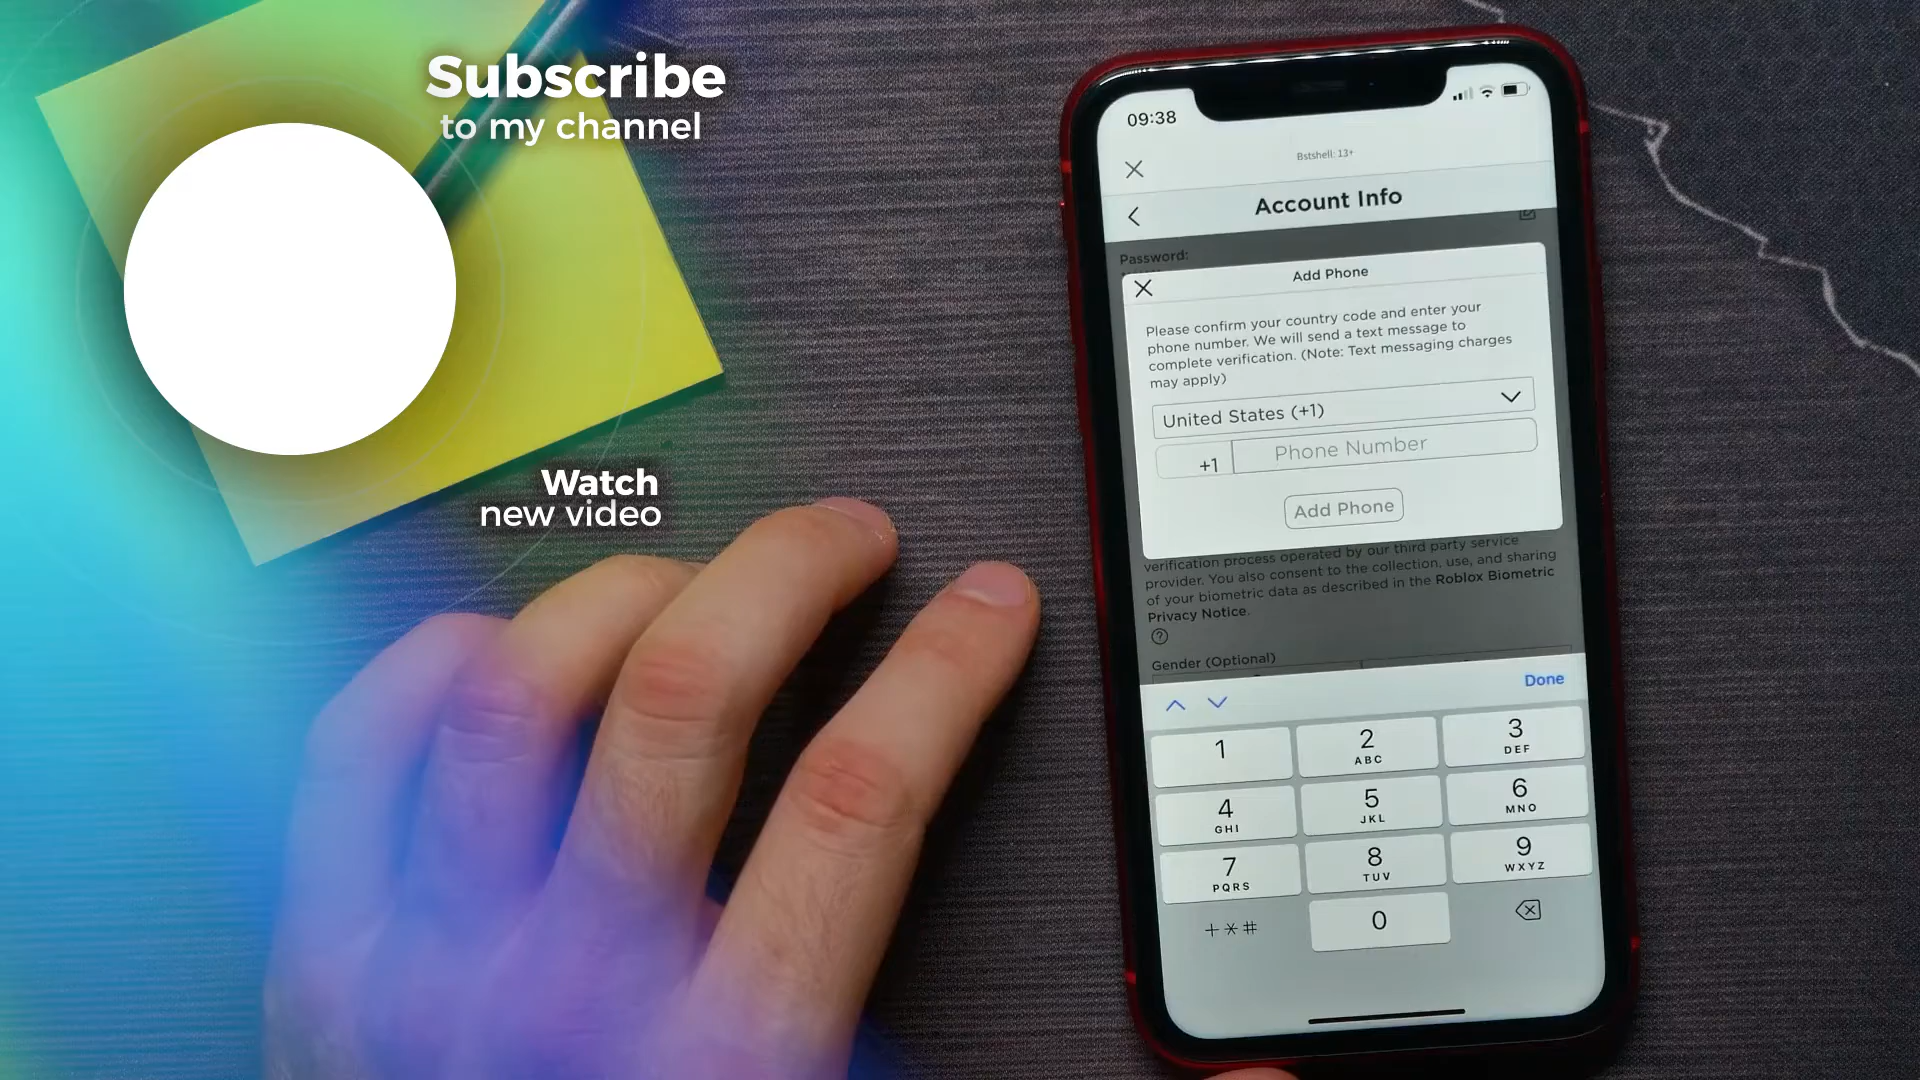 Subscribe
to my channel
Watch
new video
09:38
Bstshell: 13+
Account Info
Password:
Add Phone
Please confirm your country code and enter your
phone number. We will send a text message to
complete verification. (Note: Text messaging charges
may apply)
United States (+1)
+1 Phone Number
Add Phone
verification process operated by our third party service
provider. You also consent to the collection, use, and sharing
of your biometric data as described in the Roblox Biometric
Privacy Notice.
Gender (Optional)
Done
1 2 3
ABC DEF
4 5 6
GHI JKL MNO
7 8 9
PQRS TUV WXYZ
+*# 0